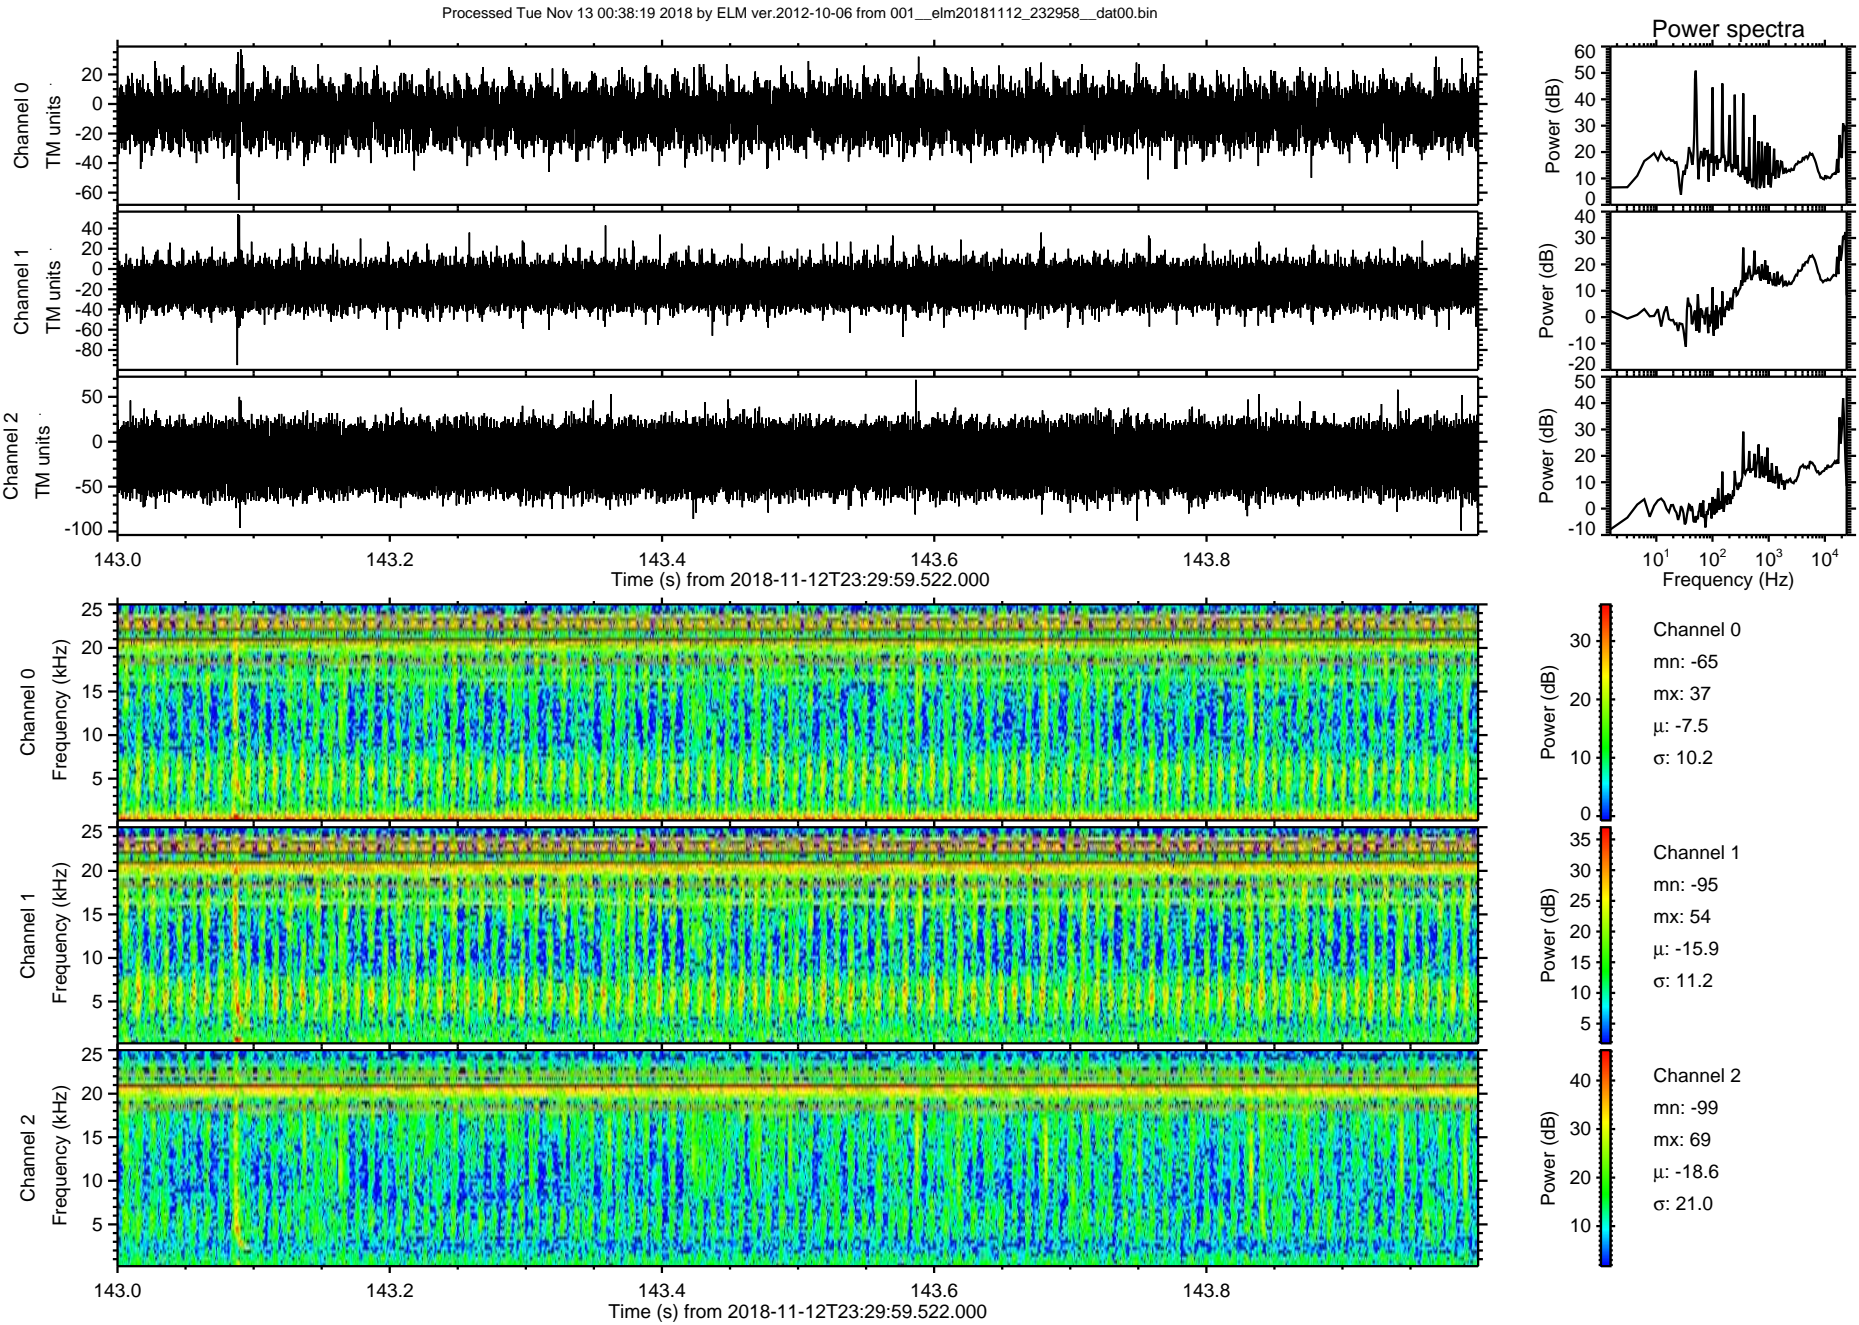 Processed Tue Nov 13 00:38:19 2018 by ELM ver.2012-10-06 from 001__elm20181112_232958__dat00.bin
Power spectra
Channel 0
TM units
20
0
-20
-40
-60
Power (dB)
60
50
40
30
20
10
0
Channel 1
TM units
40
20
0
-20
-40
-60
-80
Power (dB)
40
30
20
10
0
-10
-20
Channel 2
TM units
50
0
-50
-100
Power (dB)
50
40
30
20
10
0
-10
143.0 143.2 143.4 143.6 143.8
Time (s) from 2018-11-12T23:29:59.522.000
10^1 10^2 10^3 10^4
Frequency (Hz)
Channel 0
Frequency (kHz)
25
20
15
10
5
Power (dB)
30
20
10
0
Channel 0
mn: -65
mx: 37
μ: -7.5
σ: 10.2
Channel 1
Frequency (kHz)
25
20
15
10
5
Power (dB)
35
30
25
20
15
10
5
Channel 1
mn: -95
mx: 54
μ: -15.9
σ: 11.2
Channel 2
Frequency (kHz)
25
20
15
10
5
Power (dB)
40
30
20
10
Channel 2
mn: -99
mx: 69
μ: -18.6
σ: 21.0
143.0 143.2 143.4 143.6 143.8
Time (s) from 2018-11-12T23:29:59.522.000